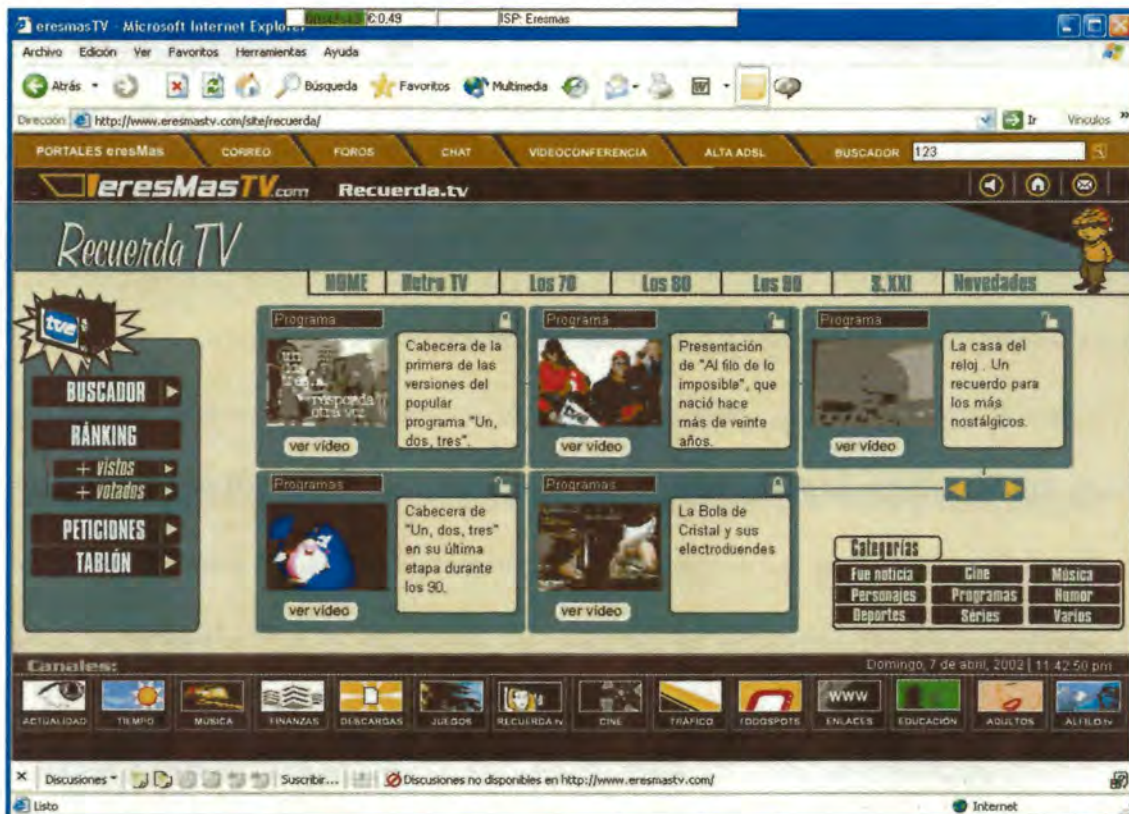 eresmasTV - Microsoft Internet Explorer
€:0,49
ISP: Eresmas
Archivo Edición Ver Favoritos Herramientas Ayuda
Atrás Búsqueda Favoritos Multimedia
Dirección http://www.eresmastv.com/site/recuerda/ Ir Vínculos »
PORTALES eresMas CORREO FOROS CHAT VIDEOCONFERENCIA ALTA ADSL BUSCADOR 123
eresMasTV.com Recuerda.tv
Recuerda TV
HOME Retro TV Los 70 Los 80 Los 90 S.XXI Novedades
tve
BUSCADOR
RÁNKING
+ vistos
+ votados
PETICIONES
TABLÓN
Programa
un
responda
otra vez
Cabecera de la
primera de las
versiones del
popular
programa "Un,
dos, tres".
ver vídeo
Programa
tve
Presentación
de "Al filo de lo
imposible", que
nació hace
más de veinte
años.
ver vídeo
Programa
La casa del
reloj . Un
recuerdo para
los más
nostálgicos.
ver vídeo
Programas
Cabecera de
"Un, dos, tres"
en su última
etapa durante
los 90.
ver vídeo
Programas
La Bola de
Cristal y sus
electroduendes
ver vídeo
Categorías
Fue noticia Cine Música
Personajes Programas Humor
Deportes Séries Varios
Canales:
Domingo, 7 de abril, 2002 | 11:42:50 pm
WWW
ACTUALIDAD TIEMPO MÚSICA FINANZAS DESCARGAS JUEGOS RECUERDA.tv CINE TRÁFICO TODOSPOTS ENLACES EDUCACIÓN ADULTOS ALFILO.tv
Discusiones Suscribir... Discusiones no disponibles en http://www.eresmastv.com/
Listo Internet